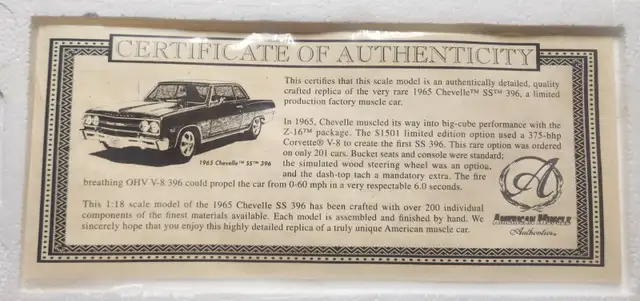 CERTIFICATE OF AUTHENTICITY
This certifies that this scale model is an authentically detailed, quality
crafted replica of the very rare 1965 Chevelle™ SS™ 396, a limited
production factory muscle car.
1965 Chevelle™ SS™ 396
In 1965, Chevelle muscled its way into big-cube performance with the
Z-16™ package. The $1501 limited edition option used a 375-bhp
Corvette® V-8 to create the first SS 396. This rare option was ordered
on only 201 cars. Bucket seats and console were standard;
the simulated wood steering wheel was an option,
and the dash-top tach a mandatory extra. The fire
breathing OHV V-8 396 could propel the car from 0-60 mph in a very respectable 6.0 seconds.
This 1:18 scale model of the 1965 Chevelle SS 396 has been crafted with over 200 individual
components of the finest materials available. Each model is assembled and finished by hand. We
sincerely hope that you enjoy this highly detailed replica of a truly unique American muscle car.
A
AMERICAN MUSCLE
Authentics